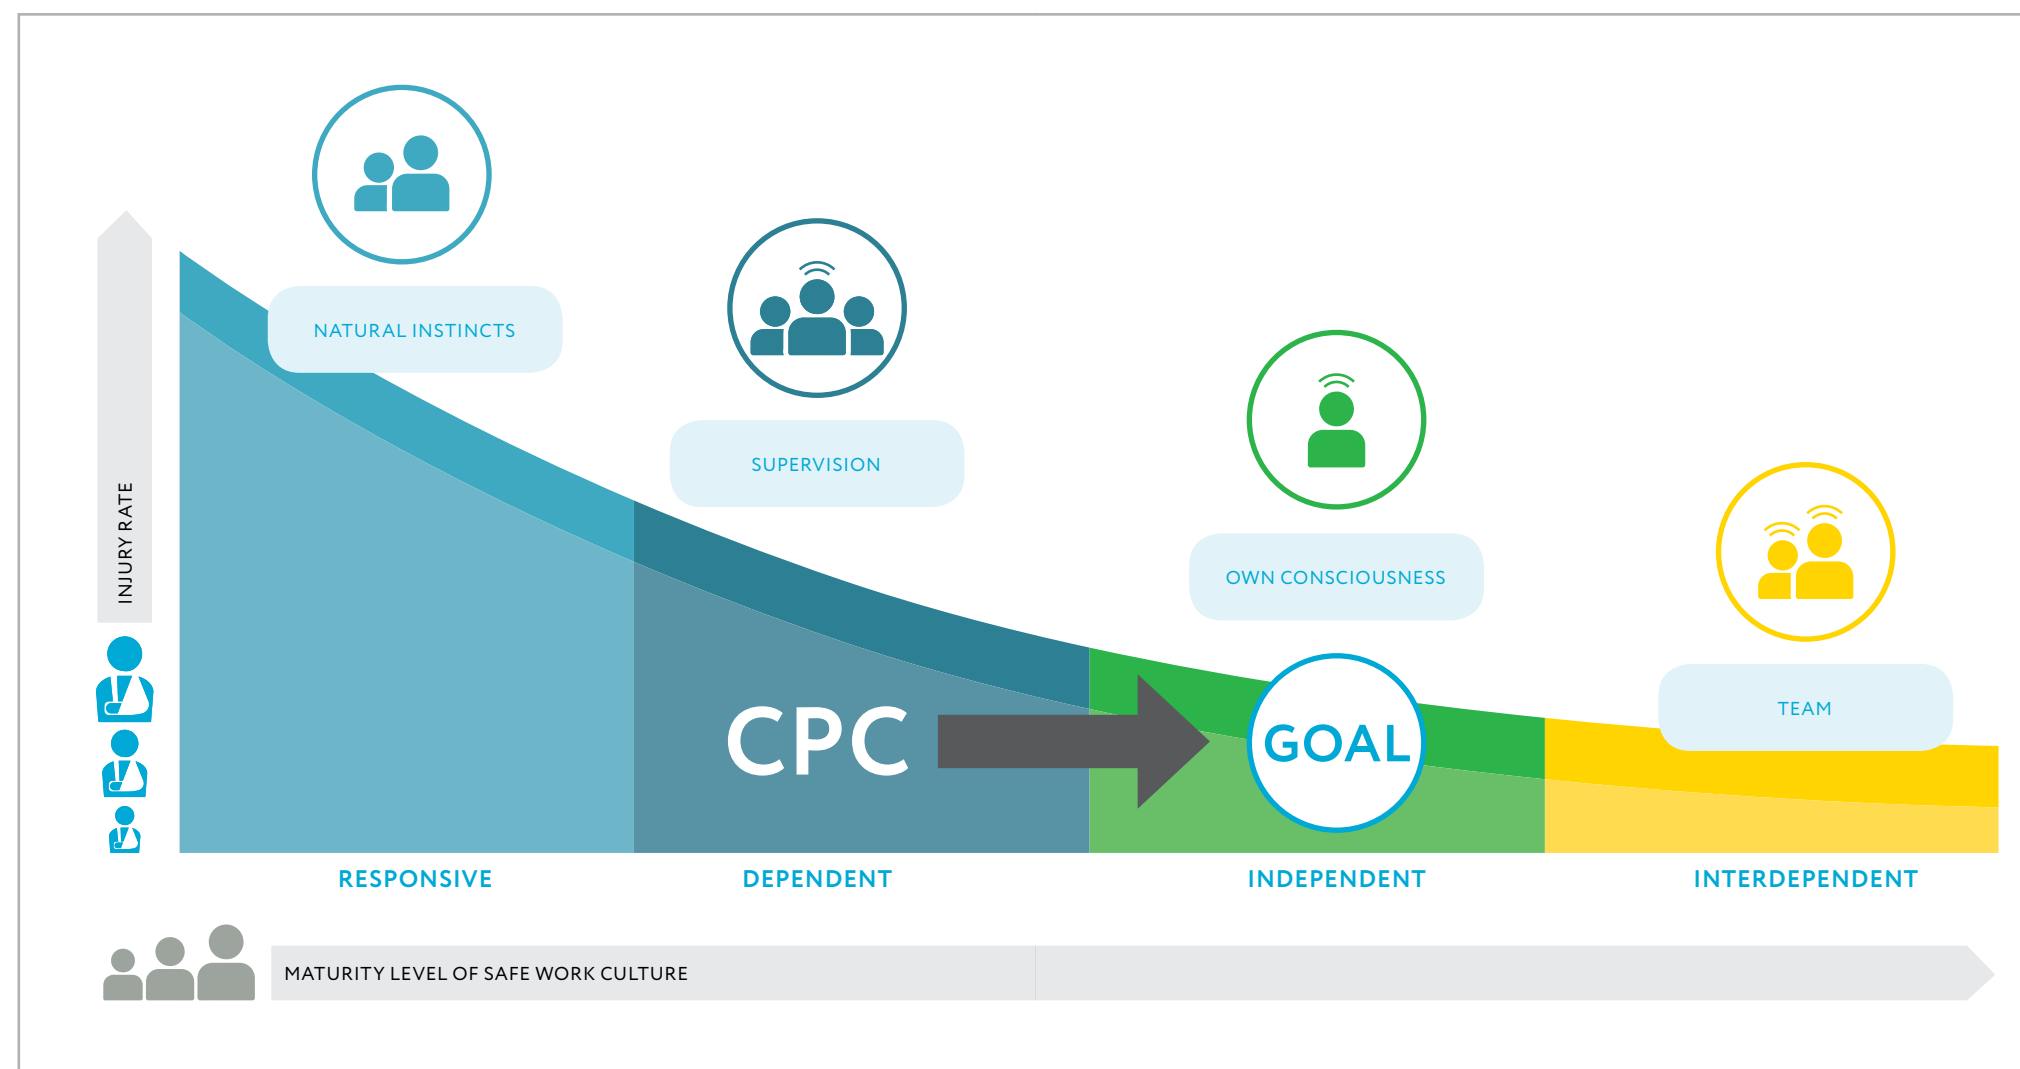 NATURAL INSTINCTS
SUPERVISION
OWN CONSCIOUSNESS
TEAM
INJURY RATE
CPC
GOAL
RESPONSIVE
DEPENDENT
INDEPENDENT
INTERDEPENDENT
MATURITY LEVEL OF SAFE WORK CULTURE